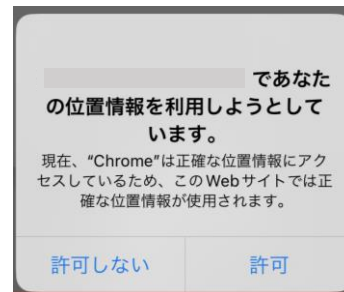 であなた
の位置情報を利用しようとして
います。
現在、“Chrome”は正確な位置情報にアク
セスしているため、このWebサイトでは正
確な位置情報が使用されます。
許可しない 許可